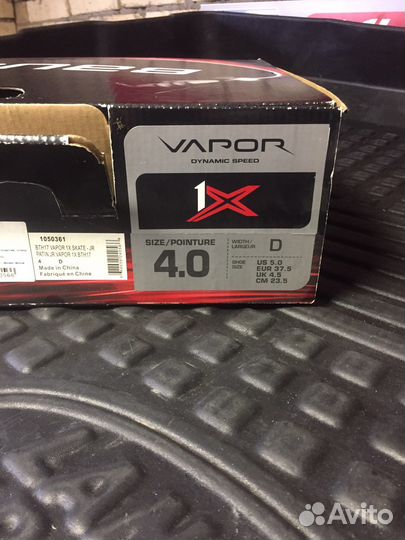 BAU
VAPOR
DYNAMIC SPEED
1X
SIZE/POINTURE
4.0
WIDTH/
LARGEUR
D
SHOE
SIZE
US 5.0
EUR 37.5
UK 4.5
CM 23.5
1050361
BTH17 VAPOR 1X SKATE - JR
PATIN JR VAPOR 1X BTH17
4 D
Made in China
Fabriqué en Chine
Avito